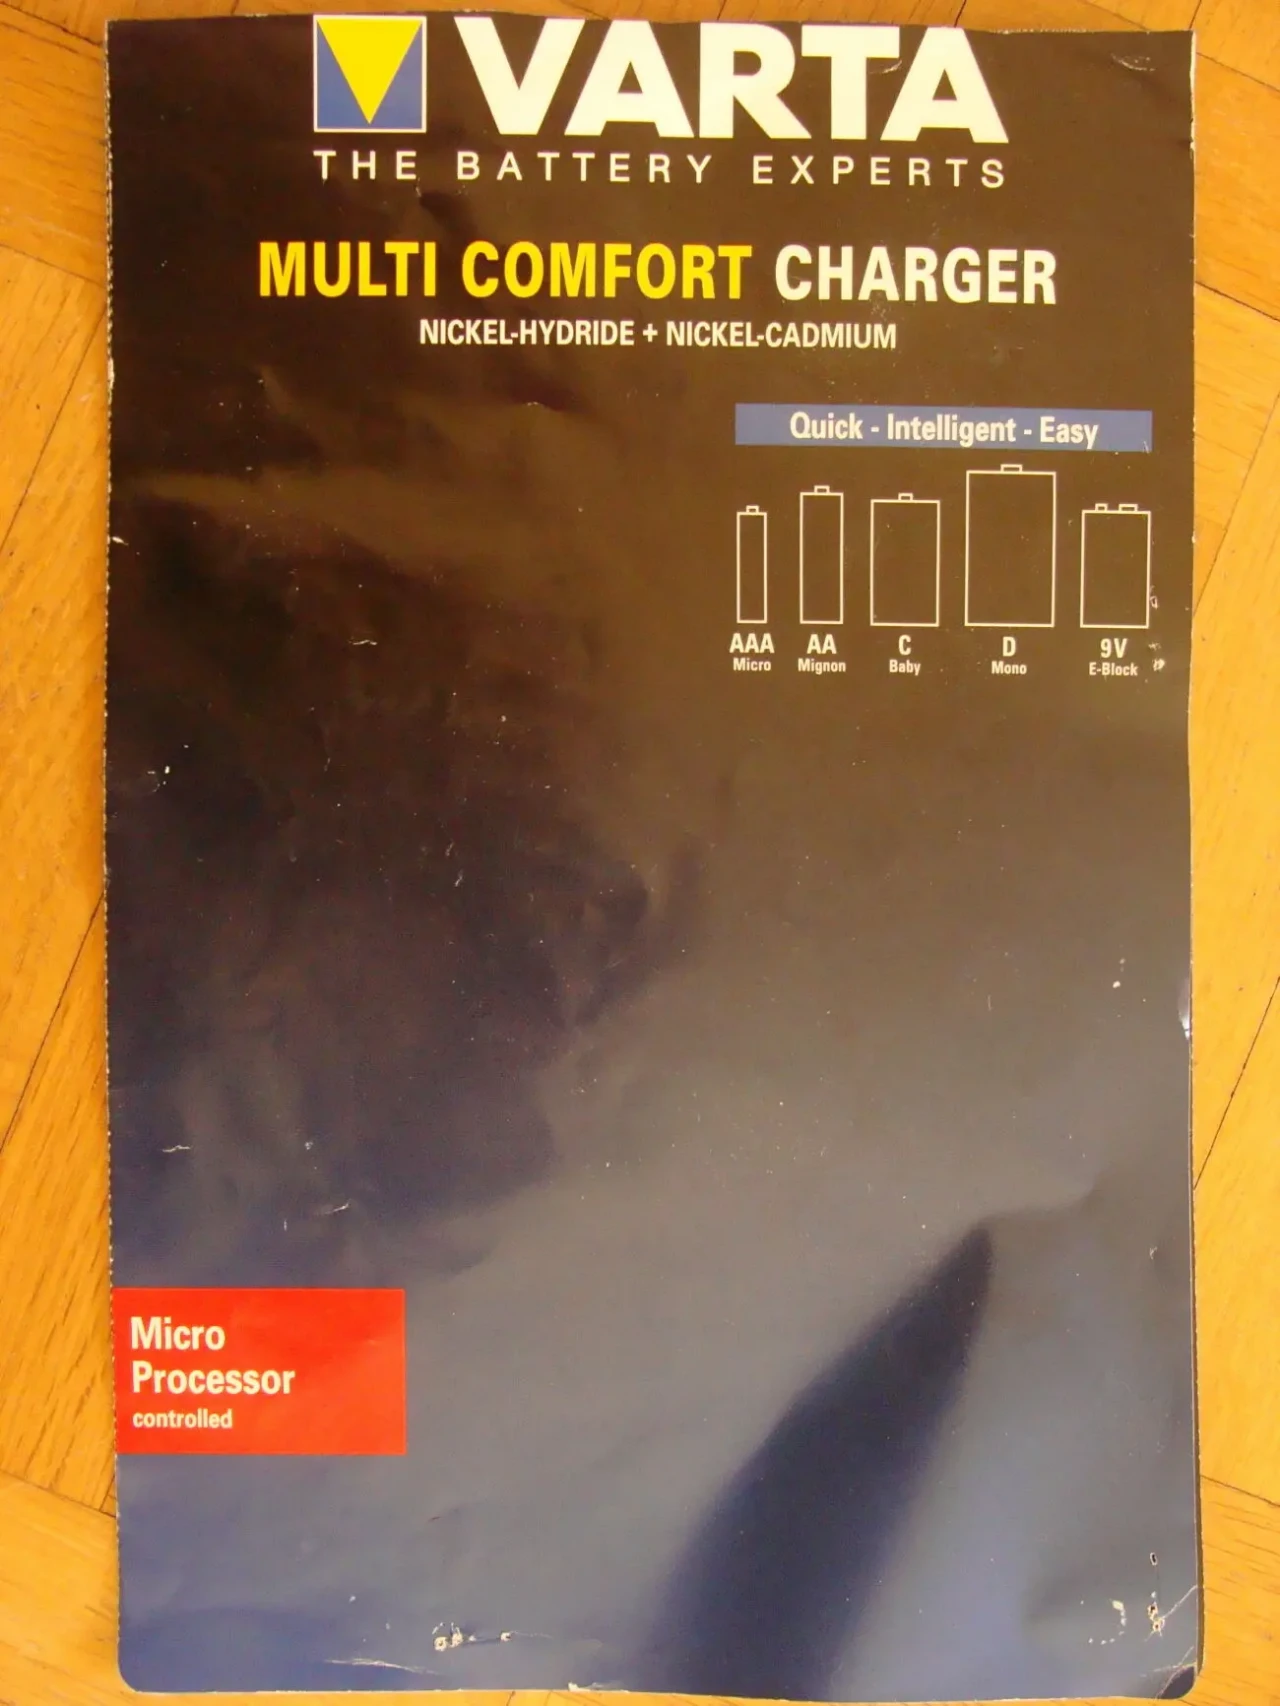 VARTA
THE BATTERY EXPERTS
MULTI COMFORT CHARGER
NICKEL-HYDRIDE + NICKEL-CADMIUM
Quick - Intelligent - Easy
AAA AA C D 9V
Micro Mignon Baby Mono E-Block
Micro
Processor
controlled